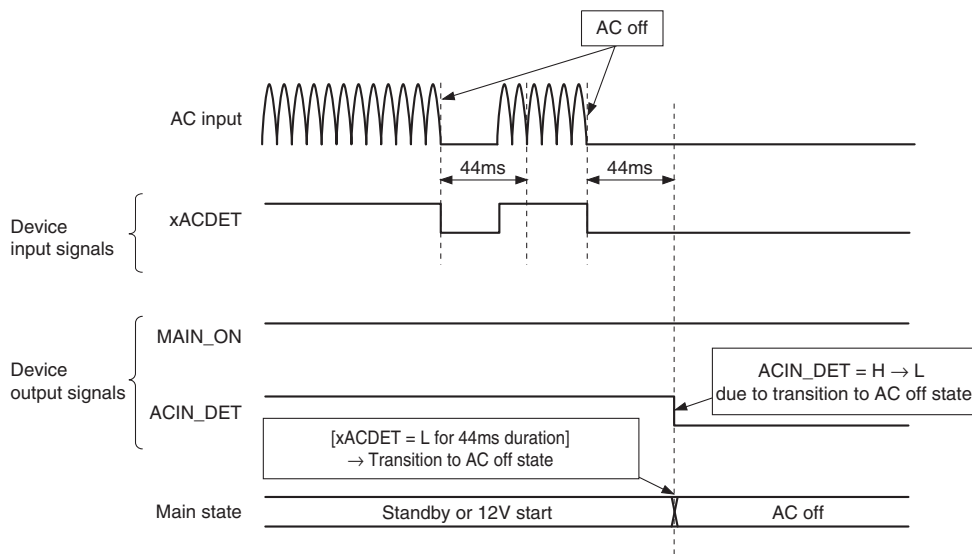 AC off
AC input
44ms
44ms
xACDET
Device
input signals
MAIN_ON
Device
output signals
ACIN_DET = H → L
due to transition to AC off state
ACIN_DET
[xACDET = L for 44ms duration]
→ Transition to AC off state
Main state
Standby or 12V start
AC off